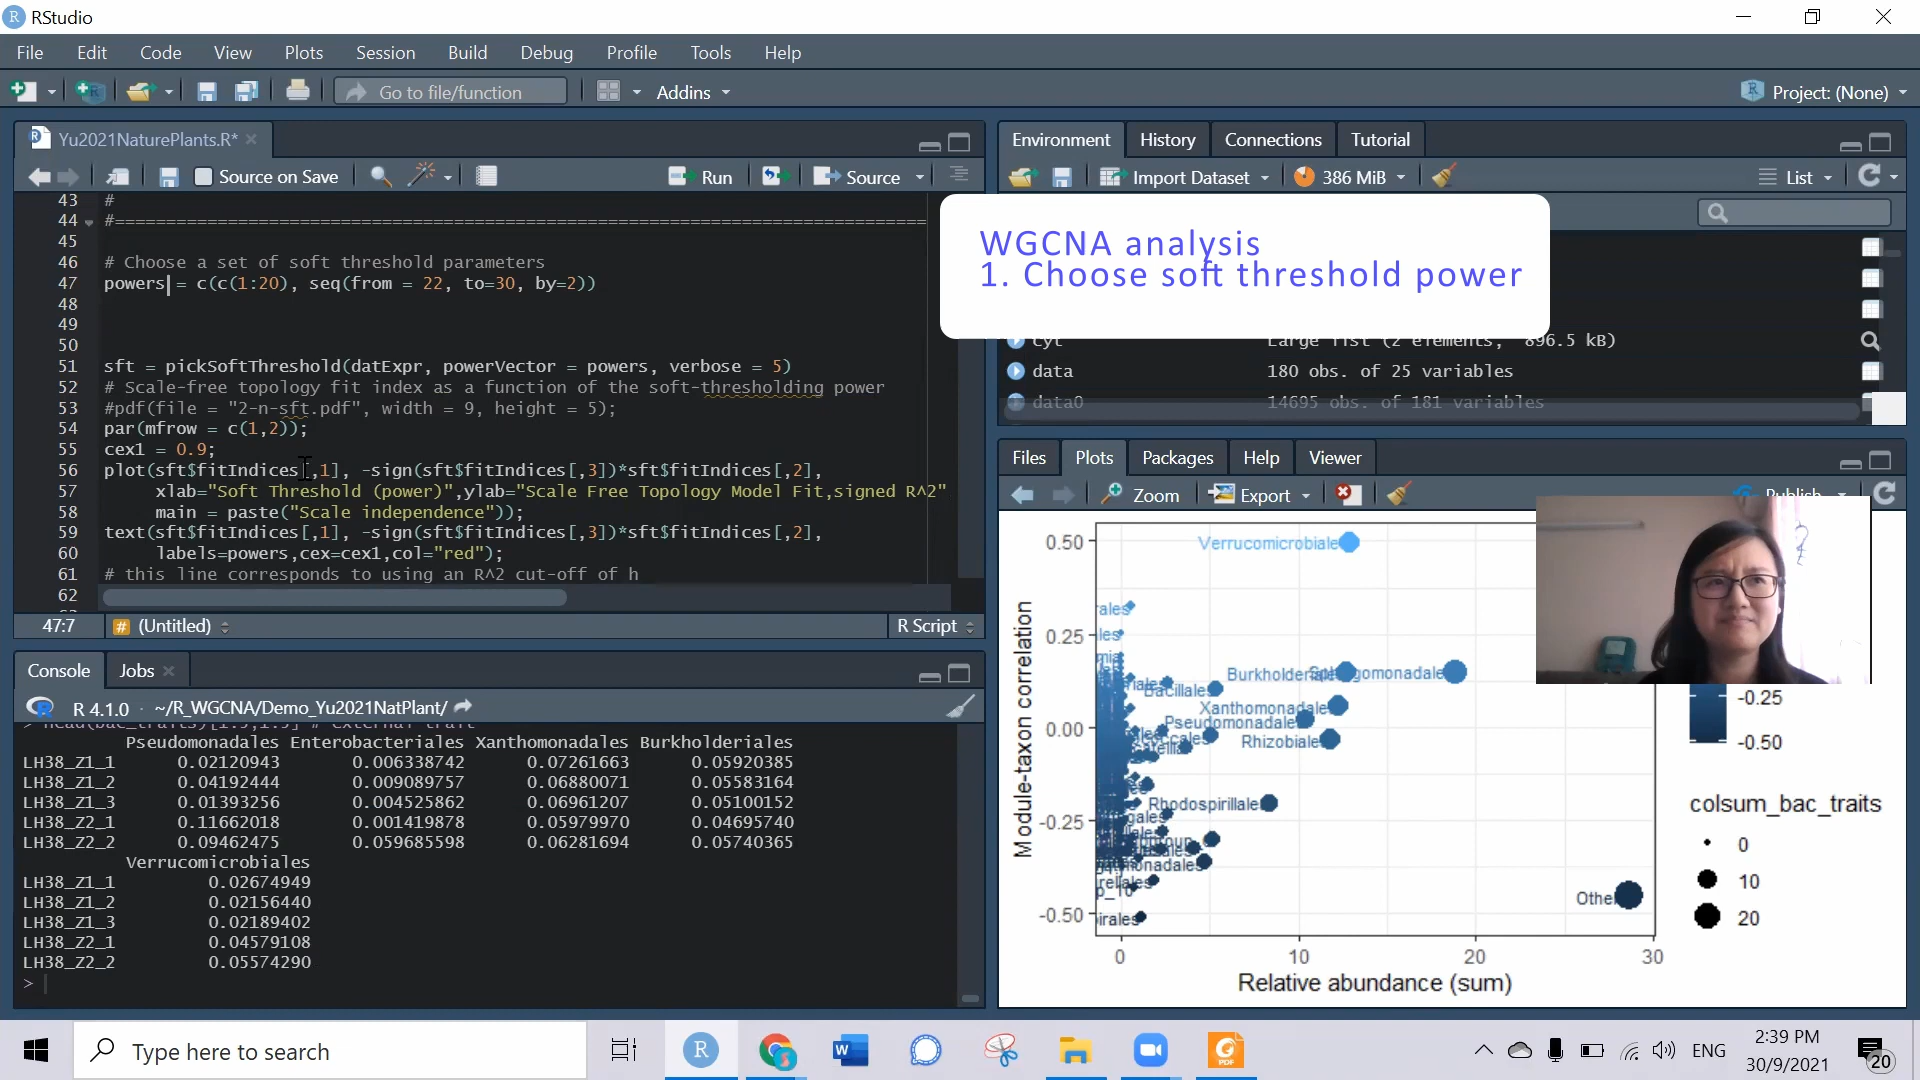 RStudio
File Edit Code View Plots Session Build Debug Profile Tools Help
Go to file/function Addins Project: (None)
Yu2021NaturePlants.R*
Source on Save Run Source
43 #
44 #================================================================================
45
46 # Choose a set of soft threshold parameters
47 powers = c(c(1:20), seq(from = 22, to=30, by=2))
48
49
50
51 sft = pickSoftThreshold(datExpr, powerVector = powers, verbose = 5)
52 # Scale-free topology fit index as a function of the soft-thresholding power
53 #pdf(file = "2-n-sft.pdf", width = 9, height = 5);
54 par(mfrow = c(1,2));
55 cex1 = 0.9;
56 plot(sft$fitIndices[,1], -sign(sft$fitIndices[,3])*sft$fitIndices[,2],
57 xlab="Soft Threshold (power)",ylab="Scale Free Topology Model Fit,signed R^2"
58 main = paste("Scale independence"));
59 text(sft$fitIndices[,1], -sign(sft$fitIndices[,3])*sft$fitIndices[,2],
60 labels=powers,cex=cex1,col="red");
61 # this line corresponds to using an R^2 cut-off of h
62
47:7 (Untitled) R Script
Console Jobs
R 4.1.0 · ~/R_WGCNA/Demo_Yu2021NatPlant/
Pseudomonadales Enterobacteriales Xanthomonadales Burkholderiales
LH38_Z1_1 0.02120943 0.006338742 0.07261663 0.05920385
LH38_Z1_2 0.04192444 0.009089757 0.06880071 0.05583164
LH38_Z1_3 0.01393256 0.004525862 0.06961207 0.05100152
LH38_Z2_1 0.11662018 0.001419878 0.05979970 0.04695740
LH38_Z2_2 0.09462475 0.059685598 0.06281694 0.05740365
Verrucomicrobiales
LH38_Z1_1 0.02674949
LH38_Z1_2 0.02156440
LH38_Z1_3 0.02189402
LH38_Z2_1 0.04579108
LH38_Z2_2 0.05574290
>
Environment History Connections Tutorial
Import Dataset 386 MiB List
WGCNA analysis
1. Choose soft threshold power
cyt Large list (2 elements, 896.5 kB)
data 180 obs. of 25 variables
data0 14695 obs. of 181 variables
Files Plots Packages Help Viewer
Zoom Export Publish
Module-taxon correlation
0.50
0.25
0.00
-0.25
-0.50
Verrucomicrobiale
Bacillales
Xanthomonadale
Pseudomonadale
Rhizobiale
Rhodospirillale
Othe
0 10 20 30
Relative abundance (sum)
-0.25
-0.50
colsum_bac_traits
0
10
20
Type here to search
ENG
2:39 PM
30/9/2021
20